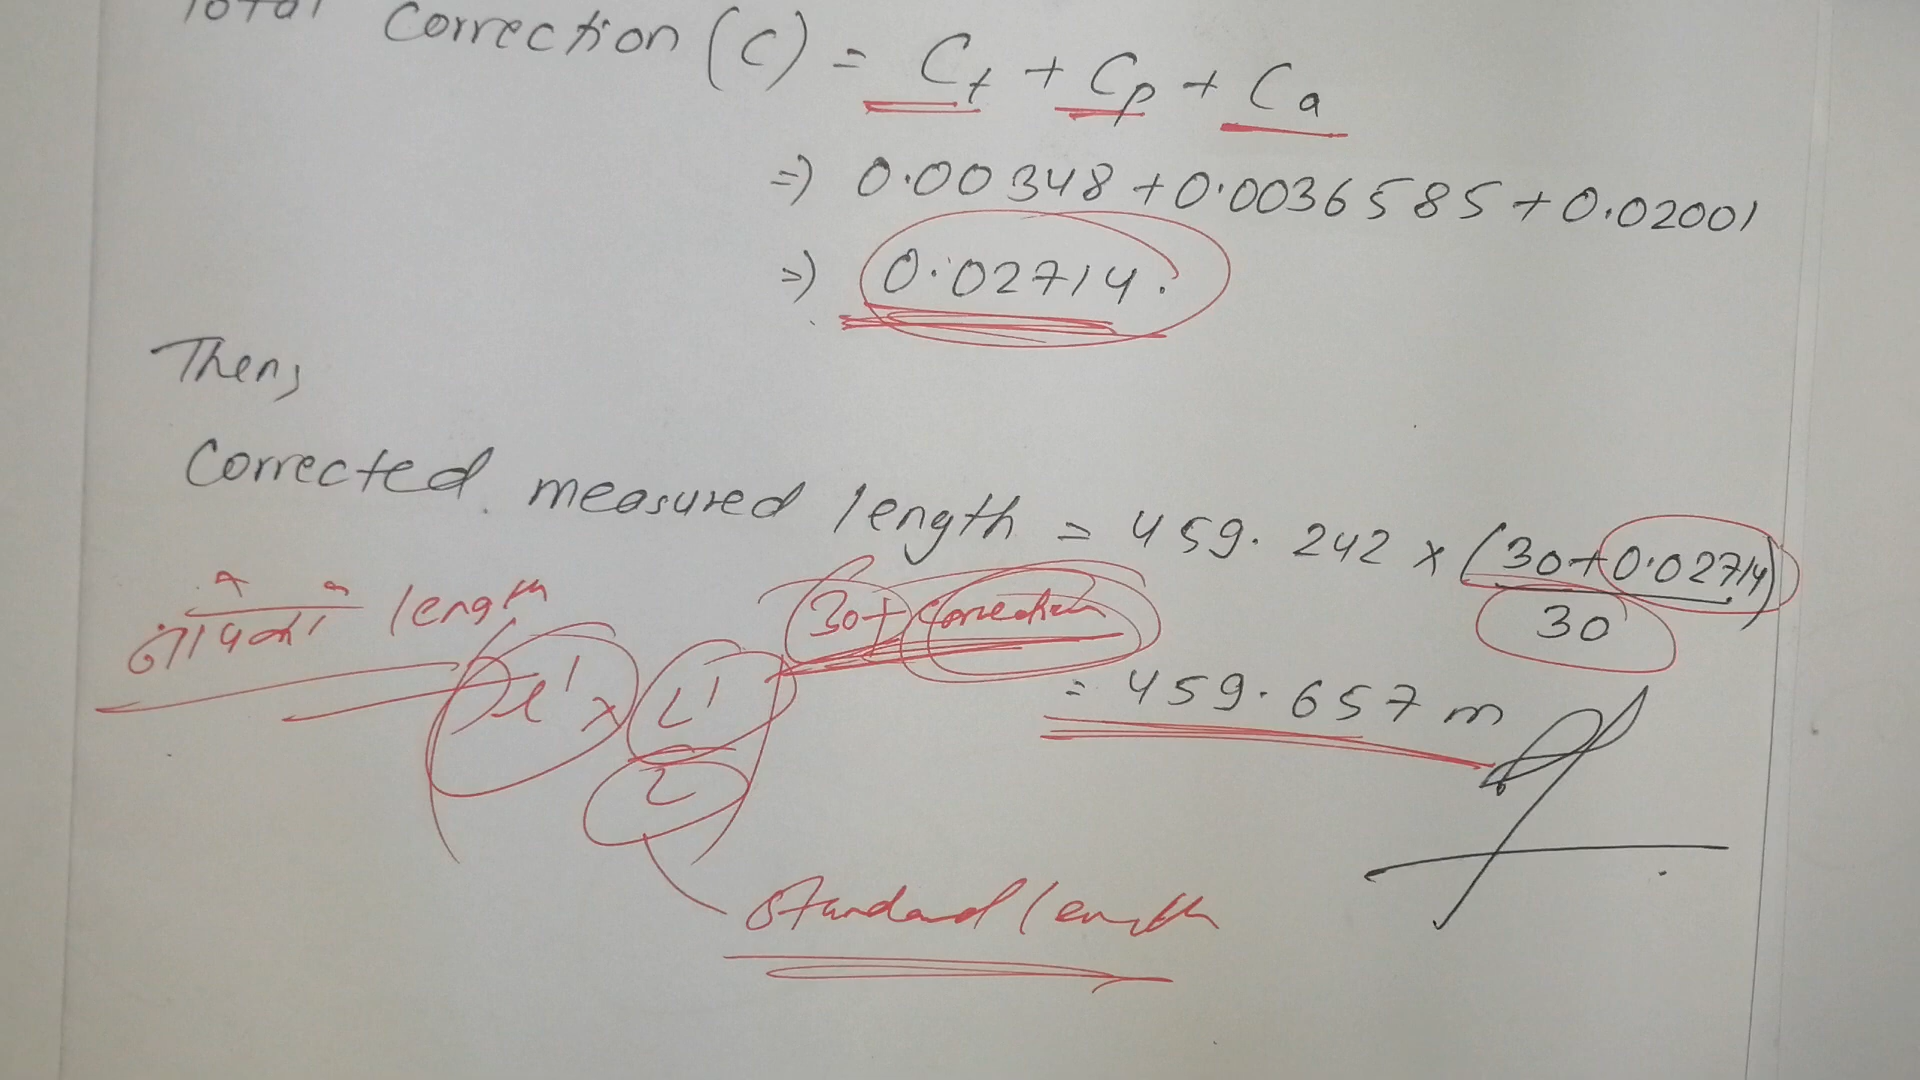 Total Correction (C) = Ct + Cp + Ca
=> 0.00348 + 0.0036585 + 0.02001
=> 0.02714.
Then,
Corrected measured length = 459.242 × (30+0.02714)
30
= 459.657 m
length
30+ correction
l' × L'
L
standard length